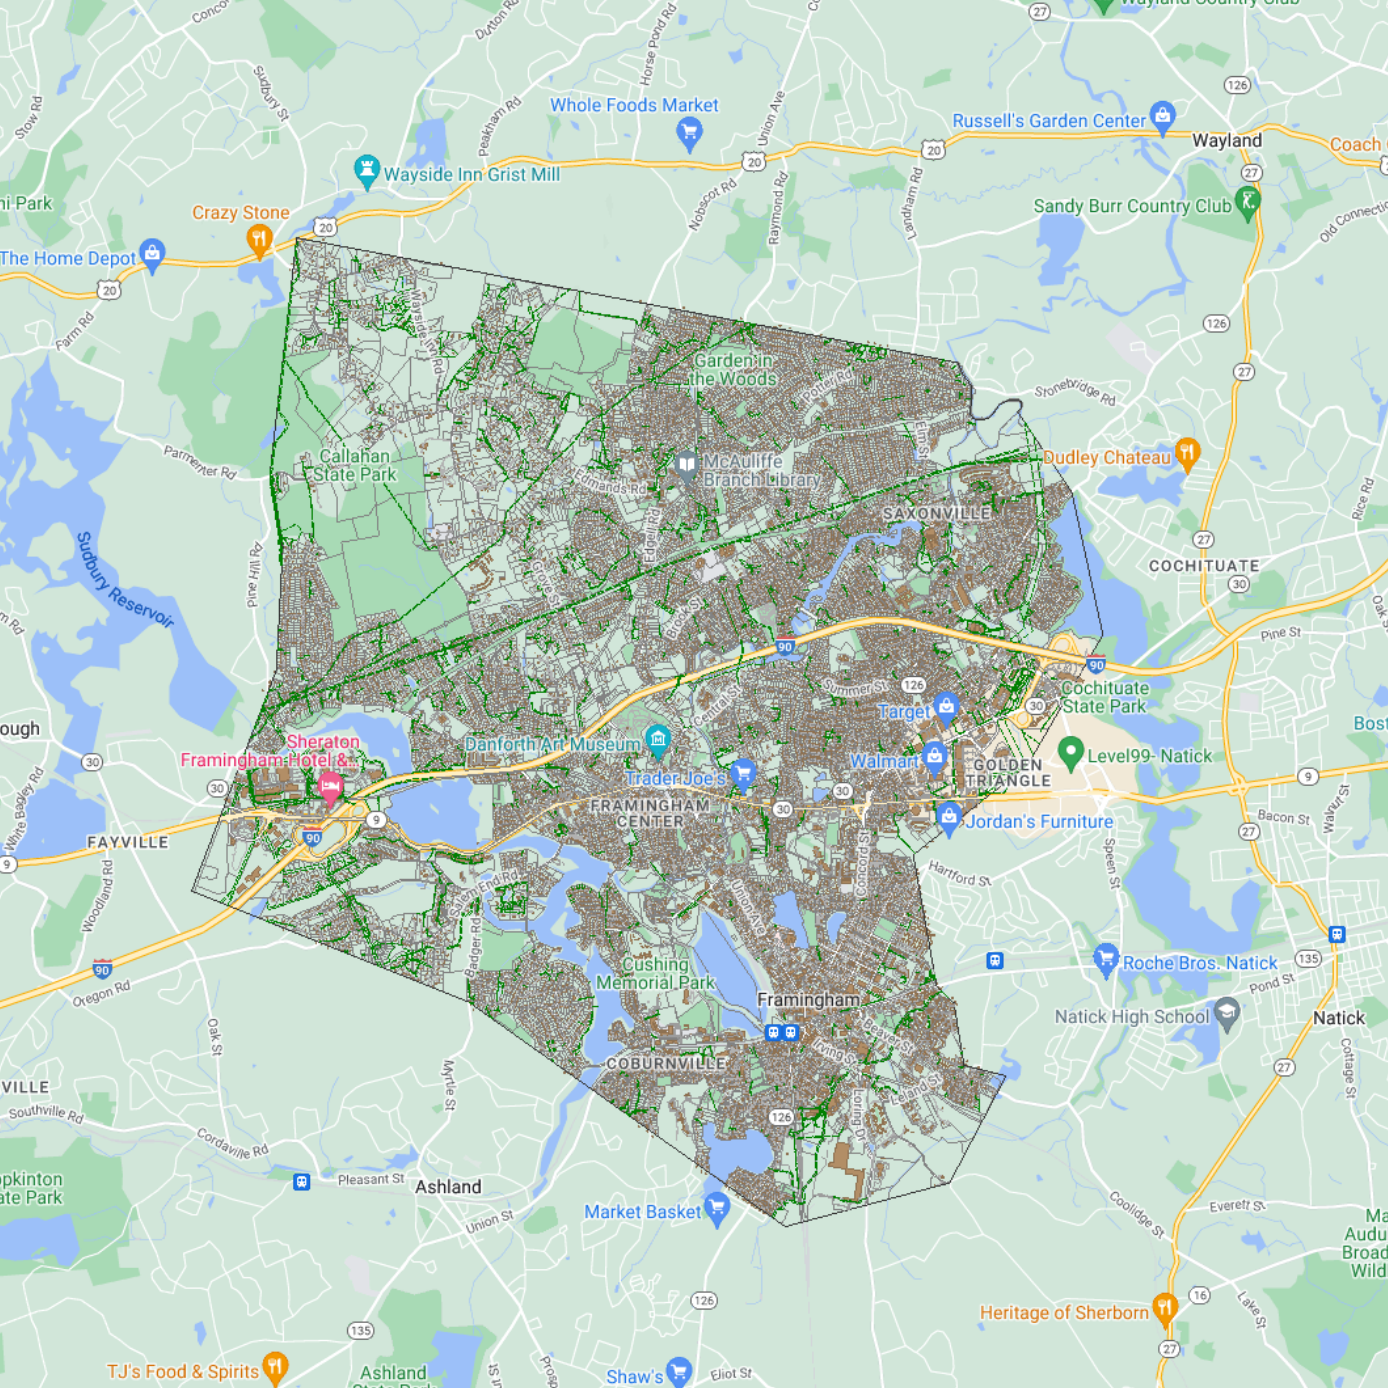 Conco
Dutton Rd
Horse Pond Rd
27
Wayland Country Club
Sudbury St
Stow Rd
Peakham Rd
Whole Foods Market
Union Ave
126
Russell's Garden Center
Wayland
20
20
Coach
Wayside Inn Grist Mill
27
ni Park
Nobscot Rd
Raymond Rd
Landham Rd
Sandy Burr Country Club
Crazy Stone
20
Old Connectic
The Home Depot
20
Farm Rd
Wayside Inn Rd
126
Garden in
the Woods
Potter Rd
27
Stonebridge Rd
Elm St
Callahan
State Park
Parmenter Rd
McAuliffe
Branch Library
Edmands Rd
Dudley Chateau
Edgell Rd
SAXONVILLE
Rice Rd
27
Sudbury Reservoir
Pine Hill Rd
Grove St
COCHITUATE
30
Brook St
Oak S
rn Rd
90
Pine St
90
Summer St
126
Cochituate
State Park
Central St
Target
30
ough
Danforth Art Museum
Bost
Sheraton
Framingham Hotel &...
Level99- Natick
30
Walmart
Trader Joe's
GOLDEN
TRIANGLE
9
30
White Bagley Rd
FRAMINGHAM
CENTER
30
30
Walnut St
9
Jordan's Furniture
Bacon St
FAYVILLE
90
27
9
Concord St
Speen St
Hartford St
Salem End Rd
Union Ave
Woodland Rd
Badger Rd
90
Cushing
Memorial Park
Roche Bros. Natick
135
Oregon Rd
Pond St
Framingham
Natick High School
Natick
Oak St
Beaver St
Irving St
Myrtle St
COBURNVILLE
27
Cottage St
VILLE
Leland St
Southville Rd
126
Loring Dr
Cordaville Rd
opkinton
ate Park
Pleasant St
Ashland
Market Basket
Union St
Coolidge St
Everett St
Ma
Audu
Broad
Wild
126
16
Heritage of Sherborn
Lake St
135
27
TJ's Food & Spirits
Ashland
Prosp
Shaw's
Eliot St